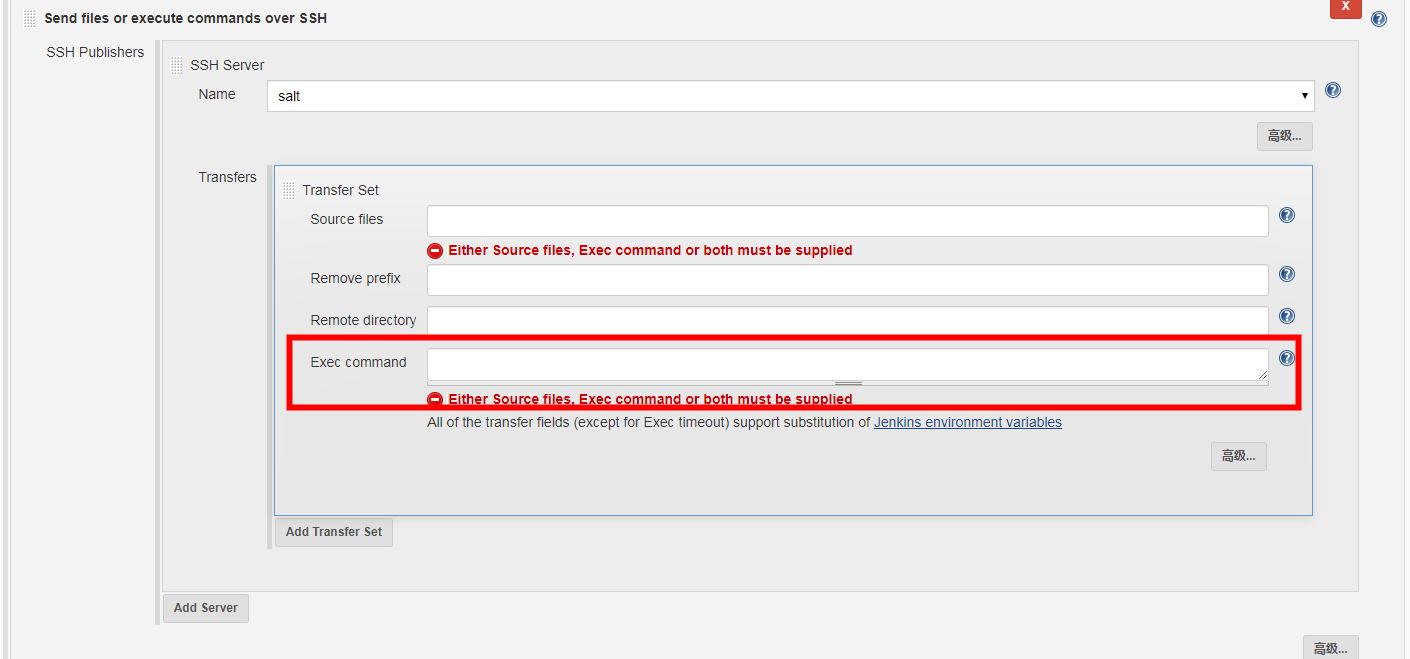 Send files or execute commands over SSH
X
SSH Publishers
SSH Server
Name
salt
高级...
Transfers
Transfer Set
Source files
Either Source files, Exec command or both must be supplied
Remove prefix
Remote directory
Exec command
Either Source files, Exec command or both must be supplied
All of the transfer fields (except for Exec timeout) support substitution of Jenkins environment variables
高级...
Add Transfer Set
Add Server
高级...